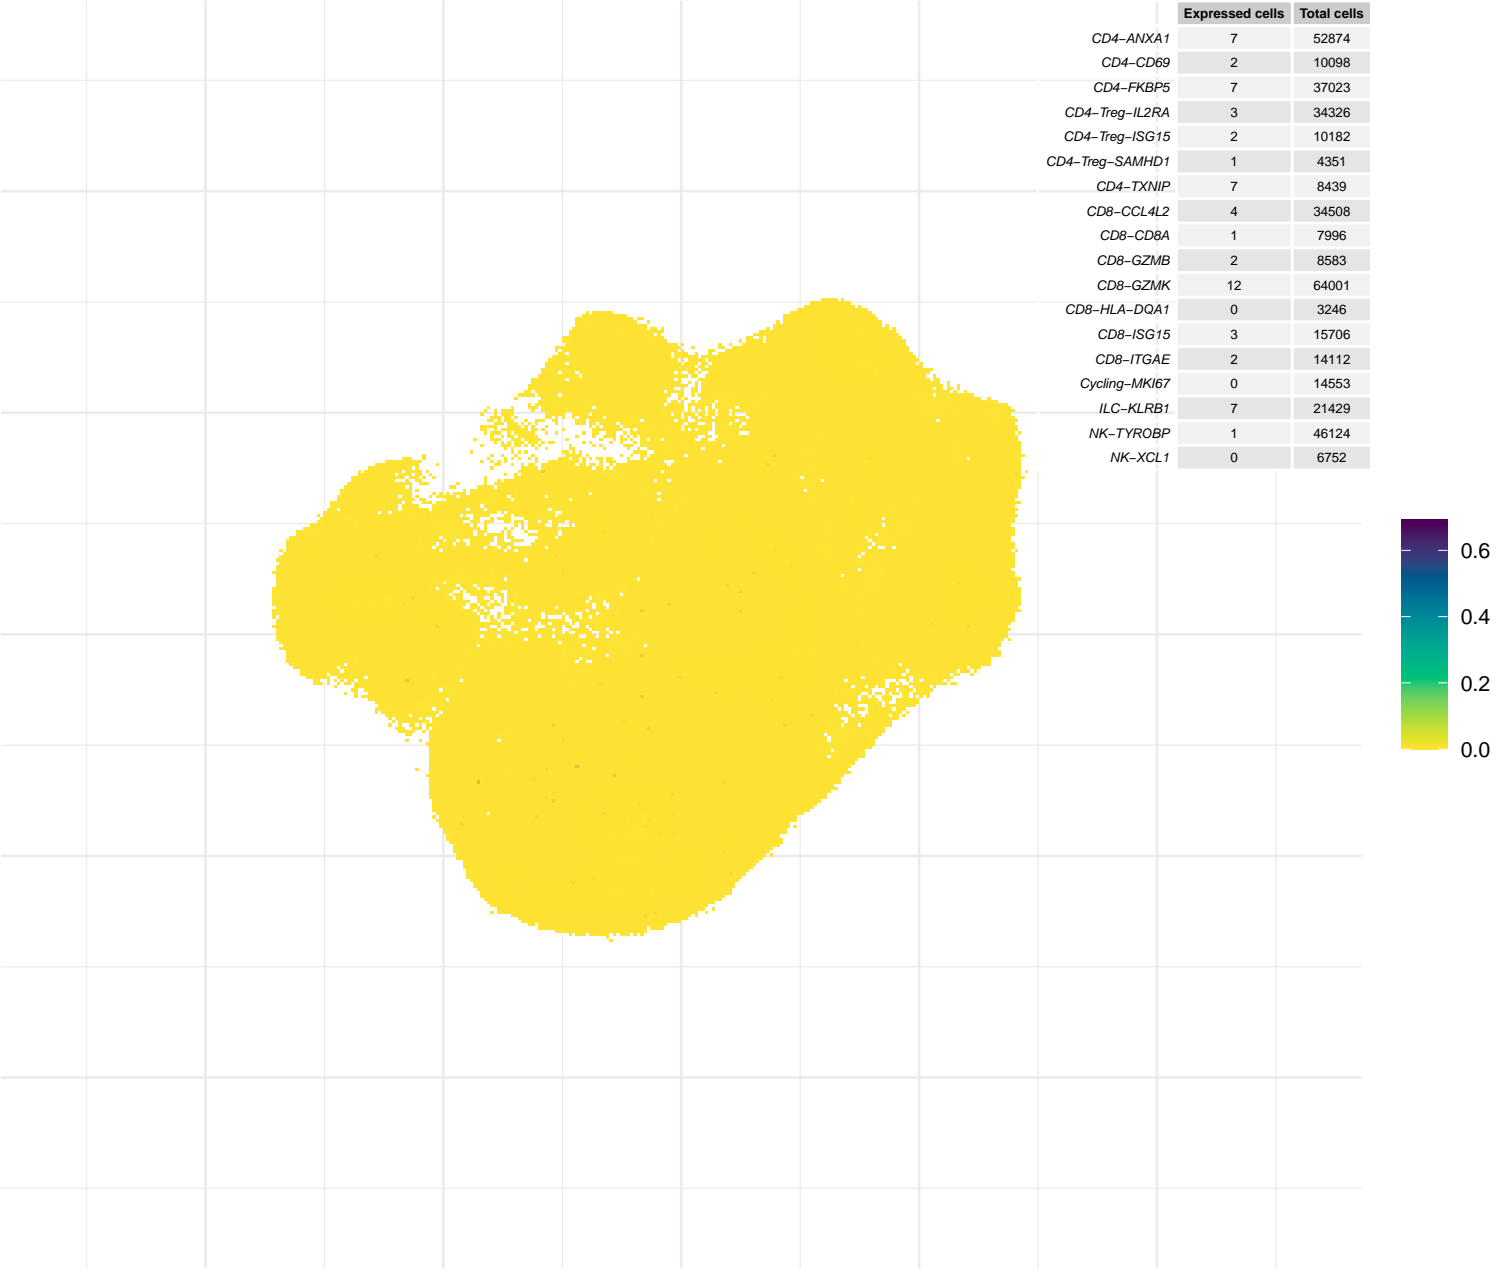 Expressed cells Total cells
CD4−ANXA1 7 52874
CD4−CD69 2 10098
CD4−FKBP5 7 37023
CD4−Treg−IL2RA 3 34326
CD4−Treg−ISG15 2 10182
CD4−Treg−SAMHD1 1 4351
CD4−TXNIP 7 8439
CD8−CCL4L2 4 34508
CD8−CD8A 1 7996
CD8−GZMB 2 8583
CD8−GZMK 12 64001
CD8−HLA−DQA1 0 3246
CD8−ISG15 3 15706
CD8−ITGAE 2 14112
Cycling−MKI67 0 14553
ILC−KLRB1 7 21429
NK−TYROBP 1 46124
NK−XCL1 0 6752
0.6
0.4
0.2
0.0